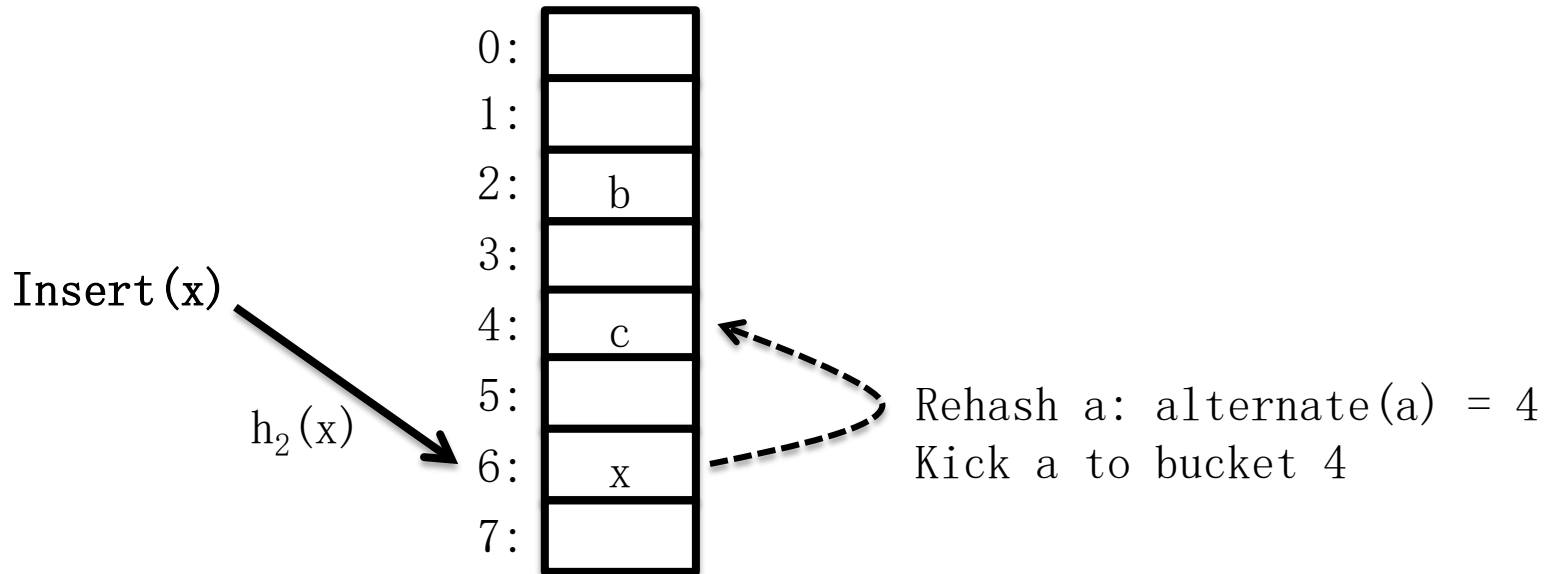 0:
1:
2: b
3:
Insert(x)
4: c
5:
Rehash a: alternate(a) = 4
h₂(x)
6: x
Kick a to bucket 4
7: